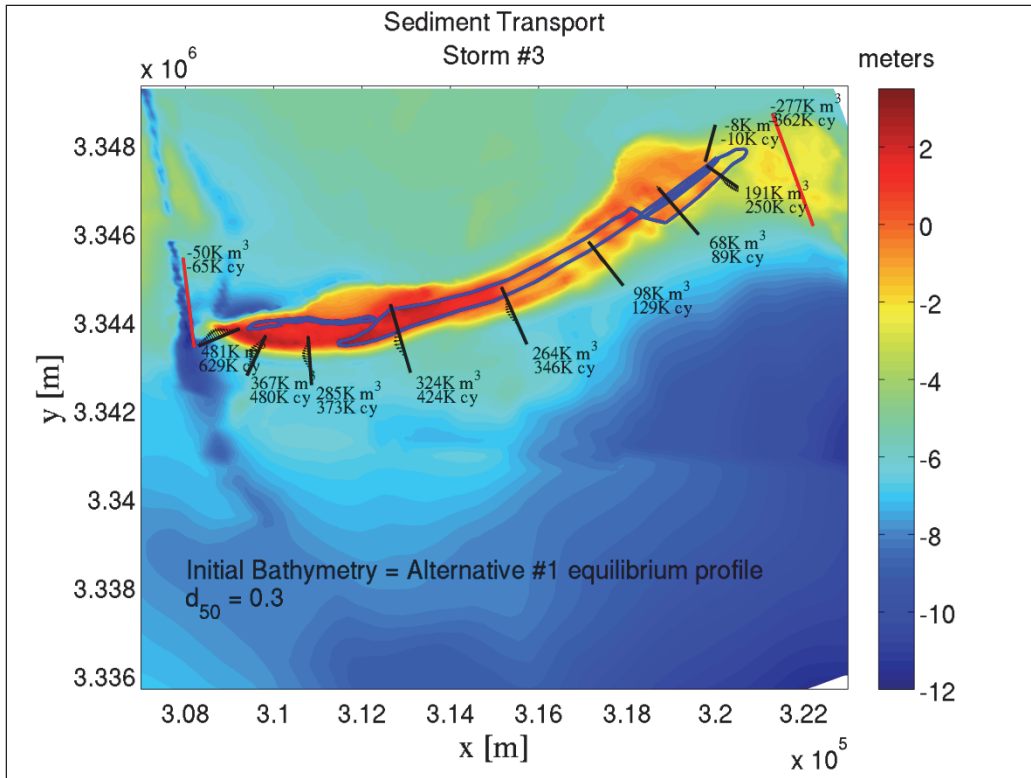 Sediment Transport
Storm #3
x 10^6
meters
-277K m^3
-362K cy
-8K m^3
-10K cy
3.348
2
191K m^3
250K cy
3.346
0
-50K m^3
-65K cy
68K m^3
89K cy
98K m^3
129K cy
-2
3.344
481K m^3
629K cy
264K m^3
346K cy
-4
367K m^3
480K cy
285K m^3
373K cy
324K m^3
424K cy
y [m]
3.342
-6
3.34
-8
3.338
Initial Bathymetry = Alternative #1 equilibrium profile
d_50 = 0.3
-10
3.336
-12
3.08
3.1
3.12
3.14
3.16
3.18
3.2
3.22
x [m]
x 10^5